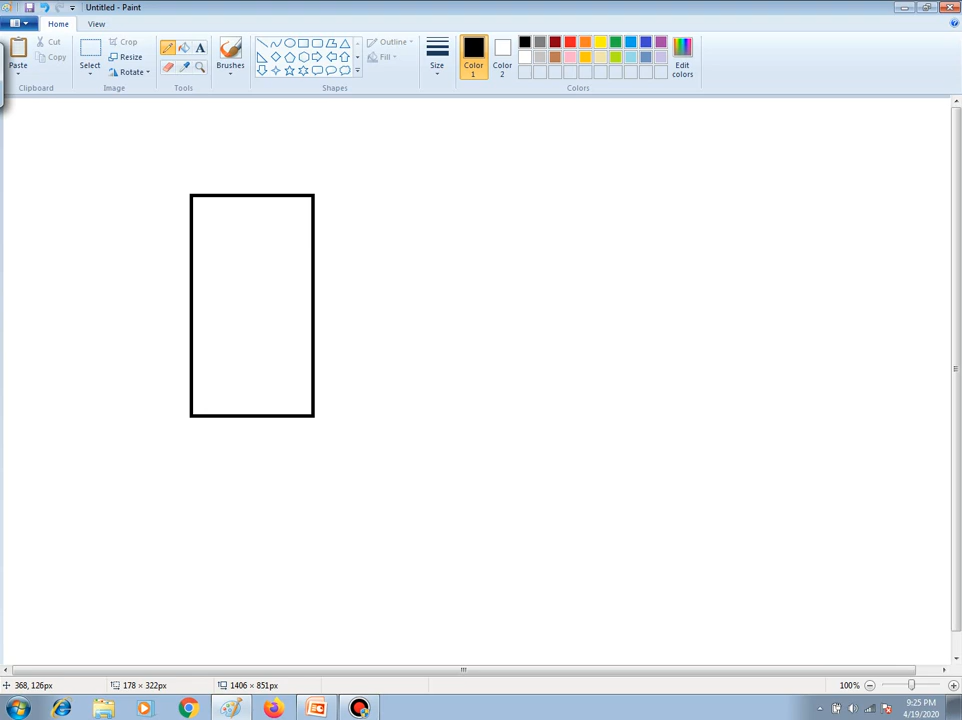 Untitled - Paint
Home View
Paste
Cut
Copy
Clipboard
Select
Crop
Resize
Rotate
Image
A
Tools
Brushes
Outline
Fill
Shapes
Size
Color 1
Color 2
Edit colors
Colors
368, 126px
178 × 322px
1406 × 851px
100%
9:25 PM
4/19/2020